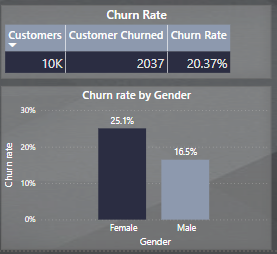 Churn Rate
Customers Customer Churned Churn Rate
10K 2037 20.37%
Churn rate by Gender
30%
25.1%
20%
16.5%
10%
0%
Churn rate
Female Male
Gender